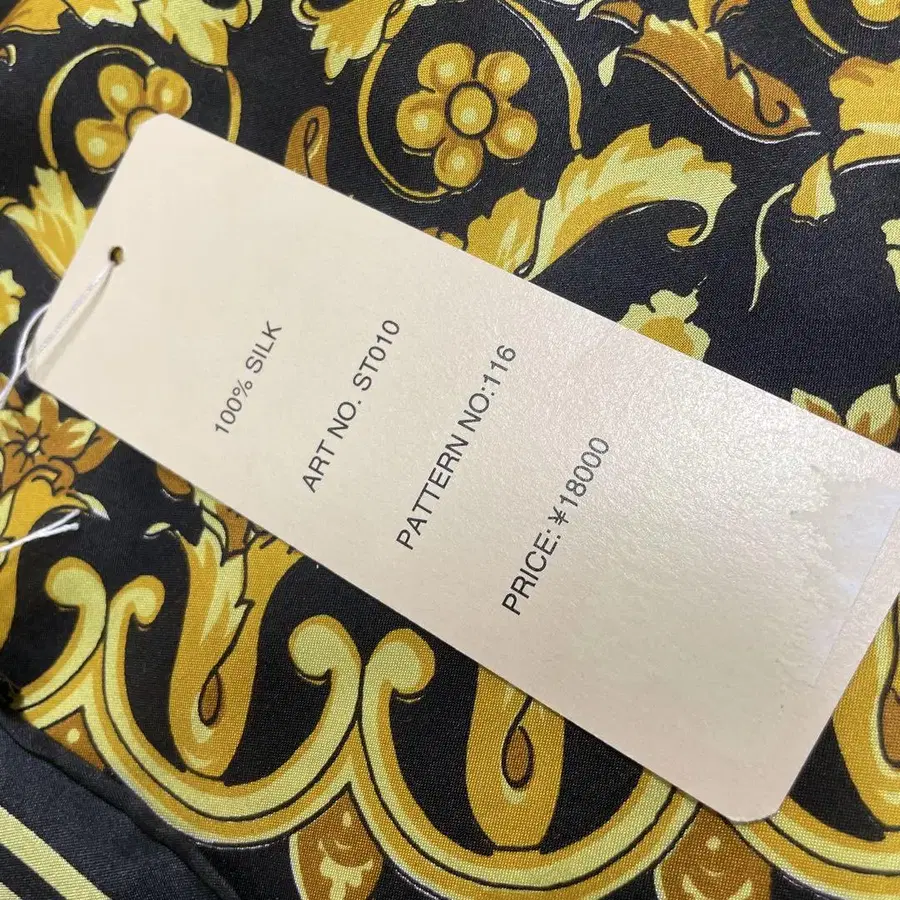 100% SILK
ART NO. ST010
PATTERN NO:116
PRICE: ¥18000